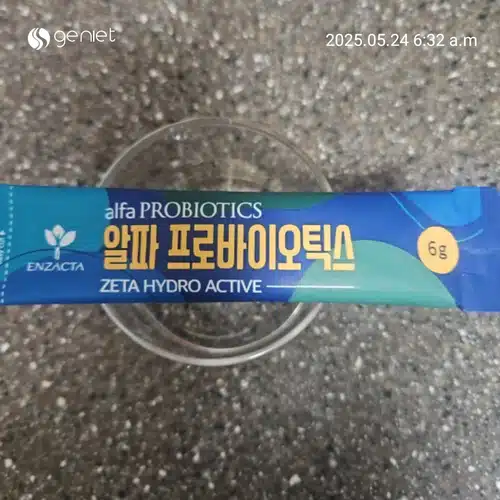 geniet
2025.05.24 6:32 a.m
alfa PROBIOTICS
알파 프로바이오틱스
6g
ENZACTA
ZETA HYDRO ACTIVE